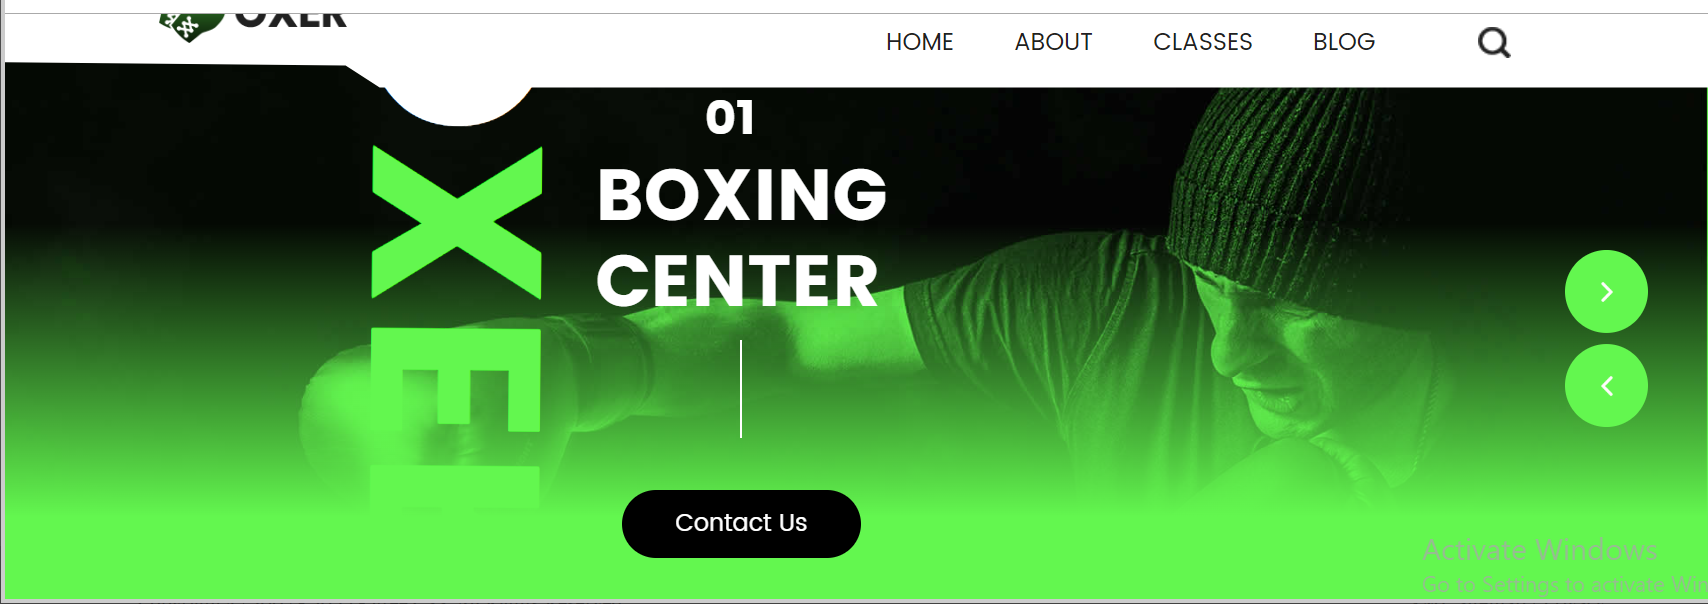 OXER
HOME ABOUT CLASSES BLOG
01
BOXING
CENTER
XE
Contact Us
Activate Windows
Go to Settings to activate Win